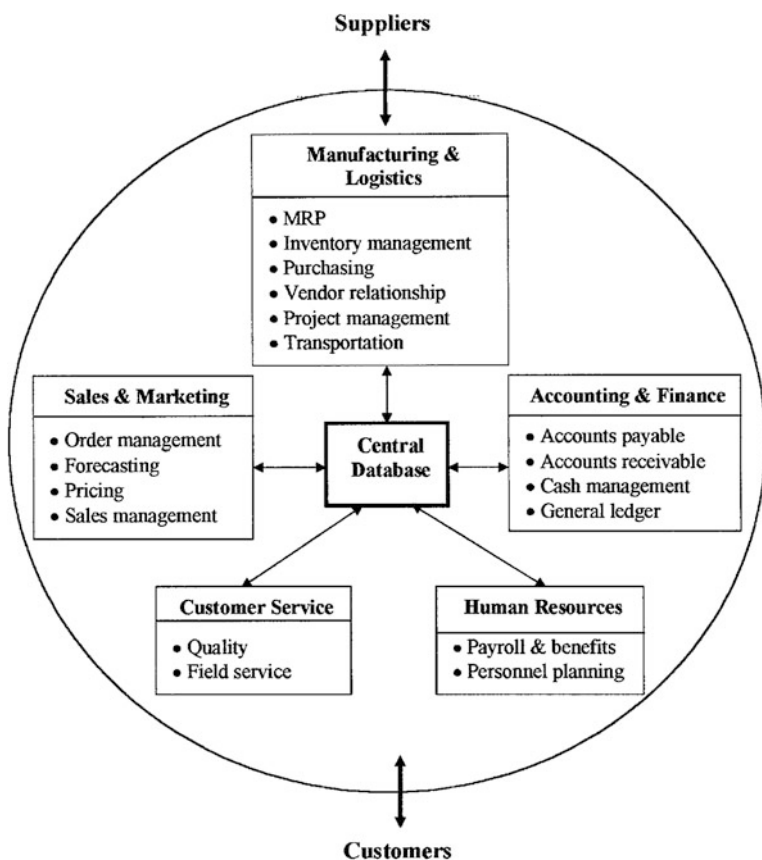 Suppliers
Manufacturing &
Logistics
• MRP
• Inventory management
• Purchasing
• Vendor relationship
• Project management
• Transportation
Sales & Marketing
• Order management
• Forecasting
• Pricing
• Sales management
Central
Database
Accounting & Finance
• Accounts payable
• Accounts receivable
• Cash management
• General ledger
Customer Service
• Quality
• Field service
Human Resources
• Payroll & benefits
• Personnel planning
Customers